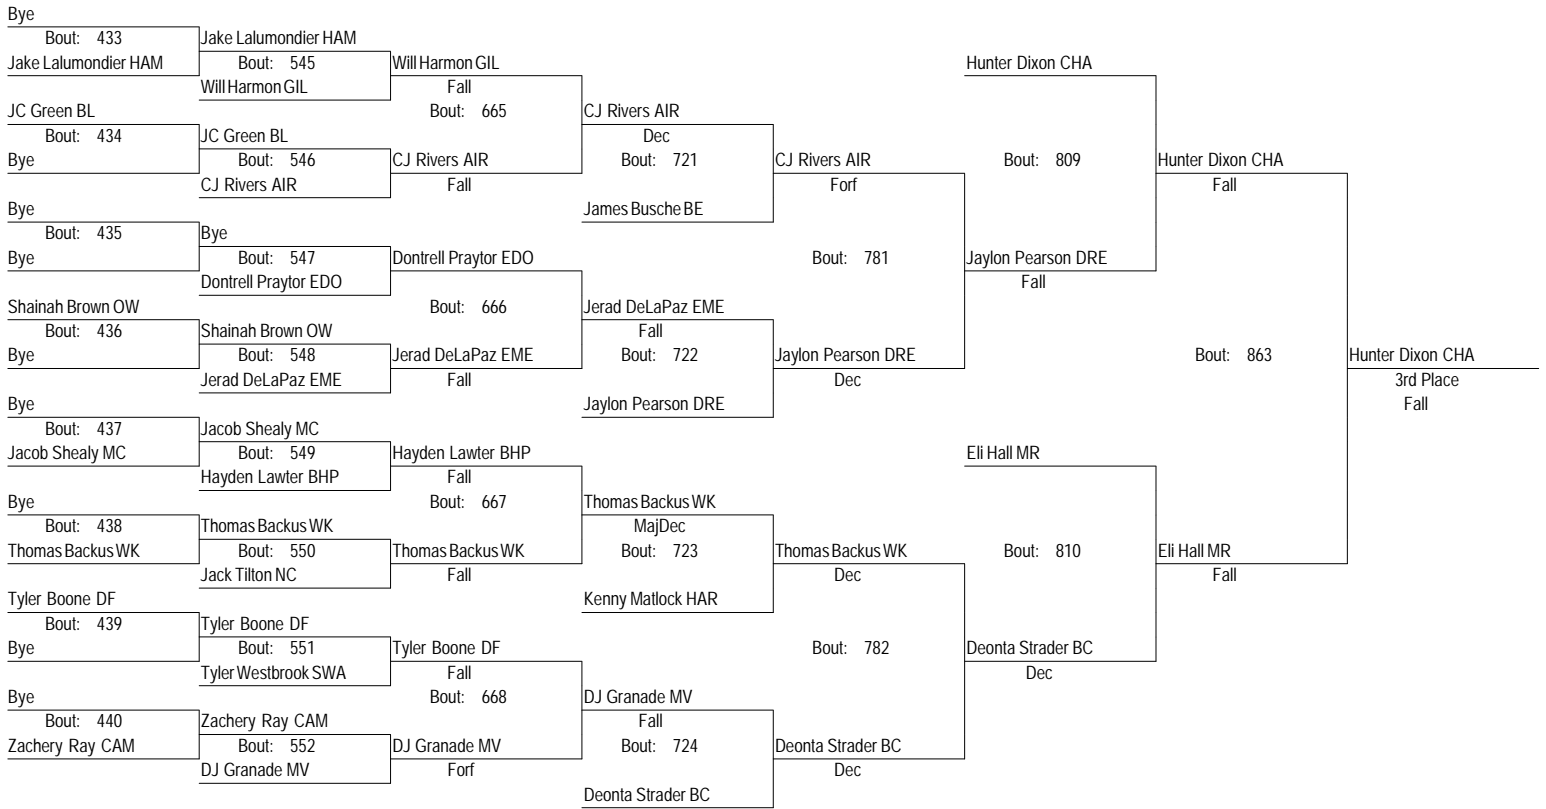 Bye
Bout: 433
Jake Lalumondier HAM
JC Green BL
Bout: 434
Bye
Bye
Bout: 435
Bye
Shainah Brown OW
Bout: 436
Bye
Bye
Bout: 437
Jacob Shealy MC
Bye
Bout: 438
Thomas Backus WK
Tyler Boone DF
Bout: 439
Bye
Bye
Bout: 440
Zachery Ray CAM
Jake Lalumondier HAM
Bout: 545
Will Harmon GIL
JC Green BL
Bout: 546
CJ Rivers AIR
Bye
Bout: 547
Dontrell Praytor EDO
Shainah Brown OW
Bout: 548
Jerad DeLaPaz EME
Jacob Shealy MC
Bout: 549
Hayden Lawter BHP
Thomas Backus WK
Bout: 550
Jack Tilton NC
Tyler Boone DF
Bout: 551
Tyler Westbrook SWA
Zachery Ray CAM
Bout: 552
DJ Granade MV
Will Harmon GIL
Fall
Bout: 665
CJ Rivers AIR
Fall
Dontrell Praytor EDO
Bout: 666
Jerad DeLaPaz EME
Fall
Hayden Lawter BHP
Fall
Bout: 667
Thomas Backus WK
Fall
Tyler Boone DF
Fall
Bout: 668
DJ Granade MV
Forf
CJ Rivers AIR
Dec
Bout: 721
James Busche BE
Jerad DeLaPaz EME
Fall
Bout: 722
Jaylon Pearson DRE
Thomas Backus WK
MajDec
Bout: 723
Kenny Matlock HAR
DJ Granade MV
Fall
Bout: 724
Deonta Strader BC
CJ Rivers AIR
Forf
Bout: 781
Jaylon Pearson DRE
Dec
Thomas Backus WK
Dec
Bout: 782
Deonta Strader BC
Dec
Hunter Dixon CHA
Bout: 809
Jaylon Pearson DRE
Fall
Eli Hall MR
Bout: 810
Deonta Strader BC
Dec
Hunter Dixon CHA
Fall
Bout: 863
Eli Hall MR
Fall
Hunter Dixon CHA
3rd Place
Fall